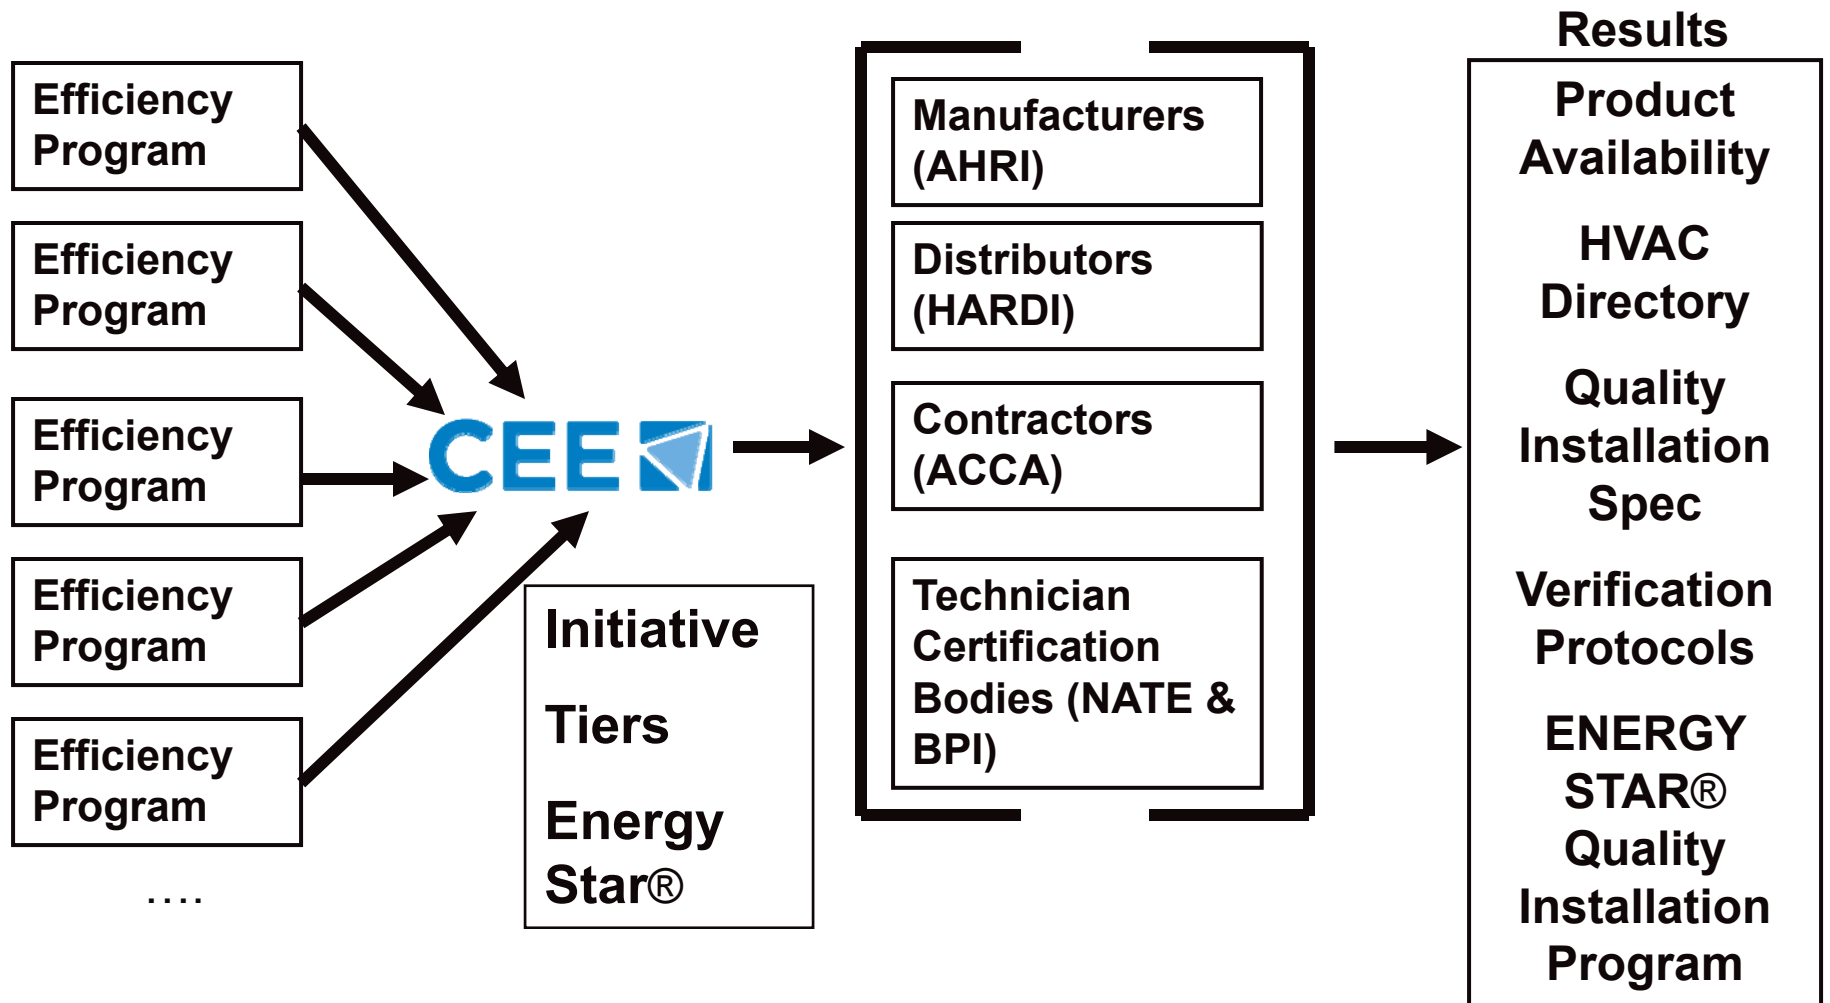 Efficiency
Program
Efficiency
Program
Efficiency
Program
Efficiency
Program
Efficiency
Program
....
CEE
Initiative
Tiers
Energy
Star®
Manufacturers
(AHRI)
Distributors
(HARDI)
Contractors
(ACCA)
Technician
Certification
Bodies (NATE &
BPI)
Results
Product
Availability
HVAC
Directory
Quality
Installation
Spec
Verification
Protocols
ENERGY
STAR®
Quality
Installation
Program